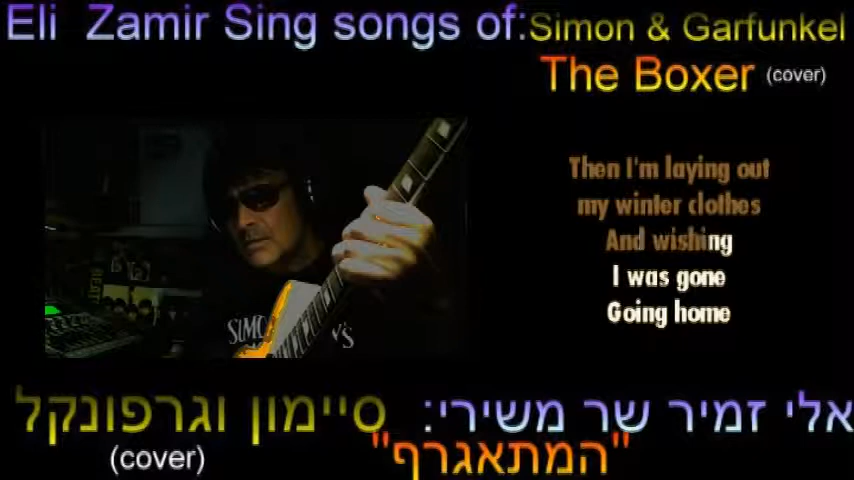 Eli Zamir Sing songs of:Simon & Garfunkel
The Boxer (cover)
Then I'm laying out
my winter clothes
And wishing
I was gone
Going home
אלי זמיר שר משירי: סיימון וגרפונקל
"המתאגרף"
(cover)